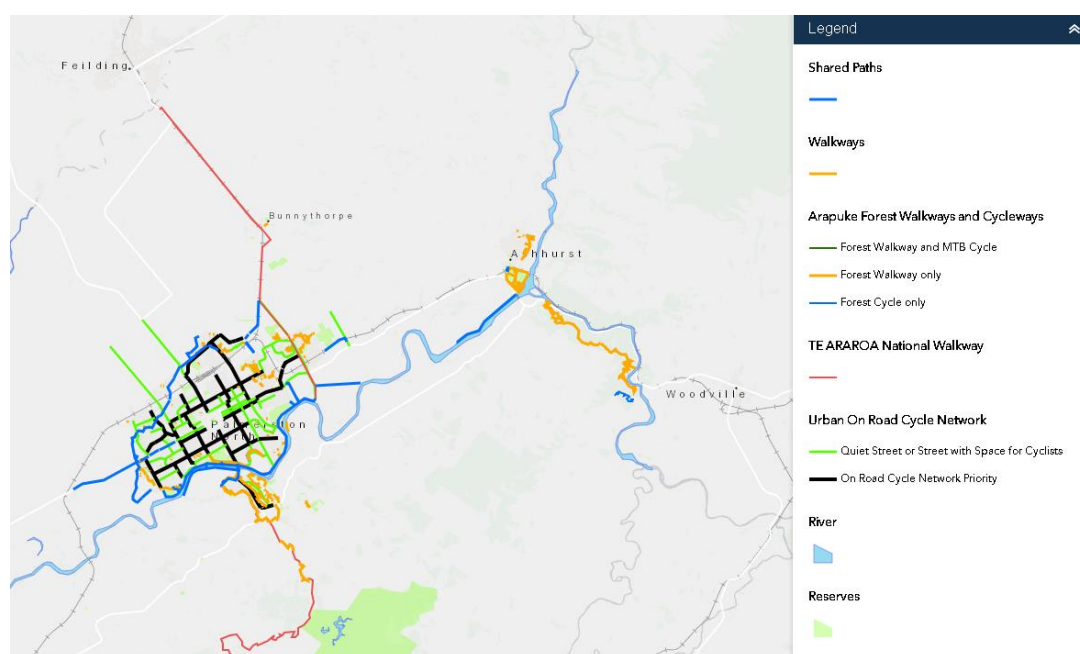 Legend
Shared Paths
Walkways
Arapuke Forest Walkways and Cycleways
Forest Walkway and MTB Cycle
Forest Walkway only
Forest Cycle only
TE ARAROA National Walkway
Urban On Road Cycle Network
Quiet Street or Street with Space for Cyclists
On Road Cycle Network Priority
River
Reserves
Feilding
Bunnythorpe
Ashhurst
Woodville
Palmerston
North